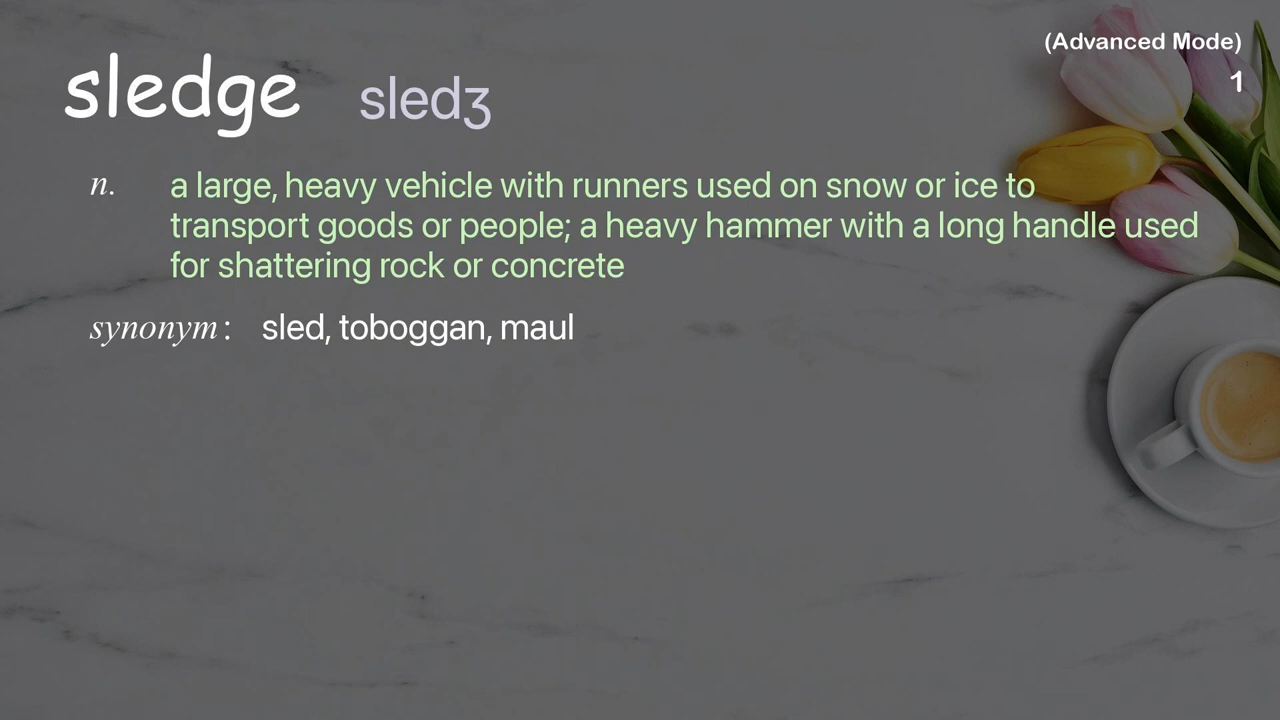 (Advanced Mode)
1
sledge sledʒ
n. a large, heavy vehicle with runners used on snow or ice to
transport goods or people; a heavy hammer with a long handle used
for shattering rock or concrete
synonym: sled, toboggan, maul